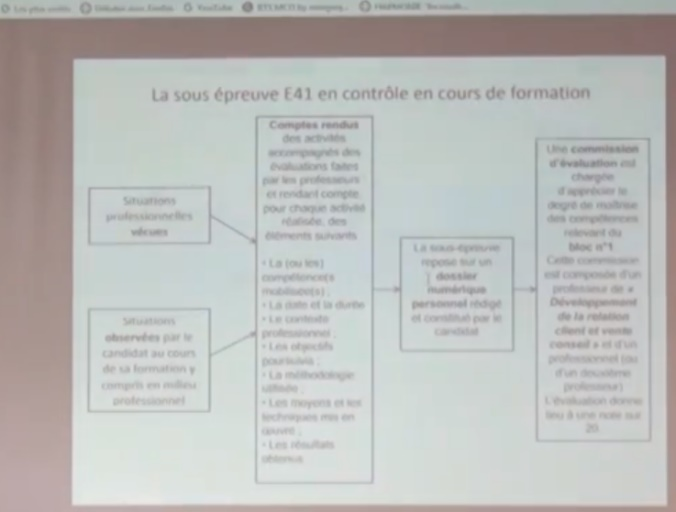 YouTube
La sous épreuve E41 en contrôle en cours de formation
Situations
professionnelles
vécues
Situations
observées par le
candidat au cours
de sa formation y
compris en milieu
professionnel
Comptes rendus
des activités
accompagnés des
évaluations faites
par les professeurs
et rendant compte
pour chaque activité
réalisée, des
éléments suivants
- La (ou les)
compétence(s
mobilisée(s) ;
- La date et la durée
- Le contexte
professionnel ;
- Les objectifs
poursuivis ;
- La méthodologie
utilisée ;
- Les moyens et les
techniques mis en
œuvre ;
- Les résultats
obtenus
La sous-épreuve
repose sur un
dossier
numérique
personnel rédigé
et constitué par le
candidat
Une commission
d'évaluation est
chargée
d'apprécier le
degré de maîtrise
des compétences
relevant du
bloc n°1
Cette commission
est composée d'un
professeur de «
Développement
de la relation
client et vente
conseil » et d'un
professionnel (ou
d'un deuxième
professeur)
L'évaluation donne
lieu à une note sur
20